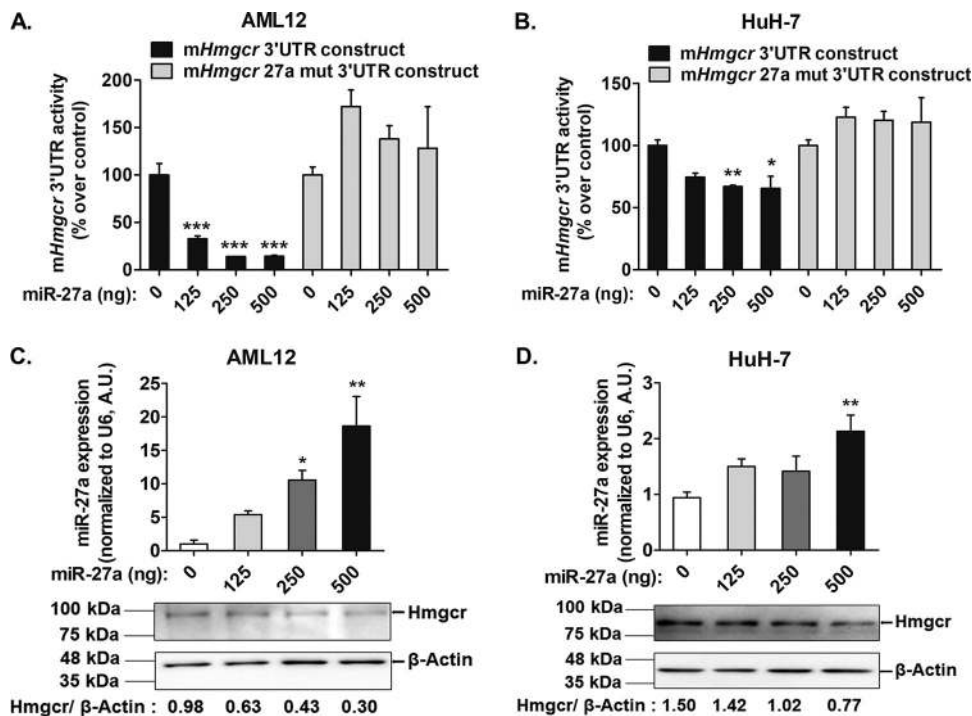 A.
AML12
mHmgcr 3'UTR construct
mHmgcr 27a mut 3'UTR construct
mHmgcr 3'UTR activity
(% over control)
200
150
100
50
0
***
***
***
miR-27a (ng):
0
125
250
500
0
125
250
500
B.
HuH-7
mHmgcr 3'UTR construct
mHmgcr 27a mut 3'UTR construct
mHmgcr 3'UTR activity
(% over control)
150
100
50
0
**
*
miR-27a (ng):
0
125
250
500
0
125
250
500
C.
AML12
miR-27a expression
(normalized to U6, A.U.)
25
20
15
10
5
0
*
**
miR-27a (ng):
0
125
250
500
100 kDa
75 kDa
Hmgcr
48 kDa
35 kDa
β-Actin
Hmgcr/ β-Actin : 0.98 0.63 0.43 0.30
D.
HuH-7
miR-27a expression
(normalized to U6, A.U.)
3
2
1
0
**
miR-27a (ng):
0
125
250
500
100 kDa
75 kDa
Hmgcr
48 kDa
35 kDa
β-Actin
Hmgcr/ β-Actin : 1.50 1.42 1.02 0.77